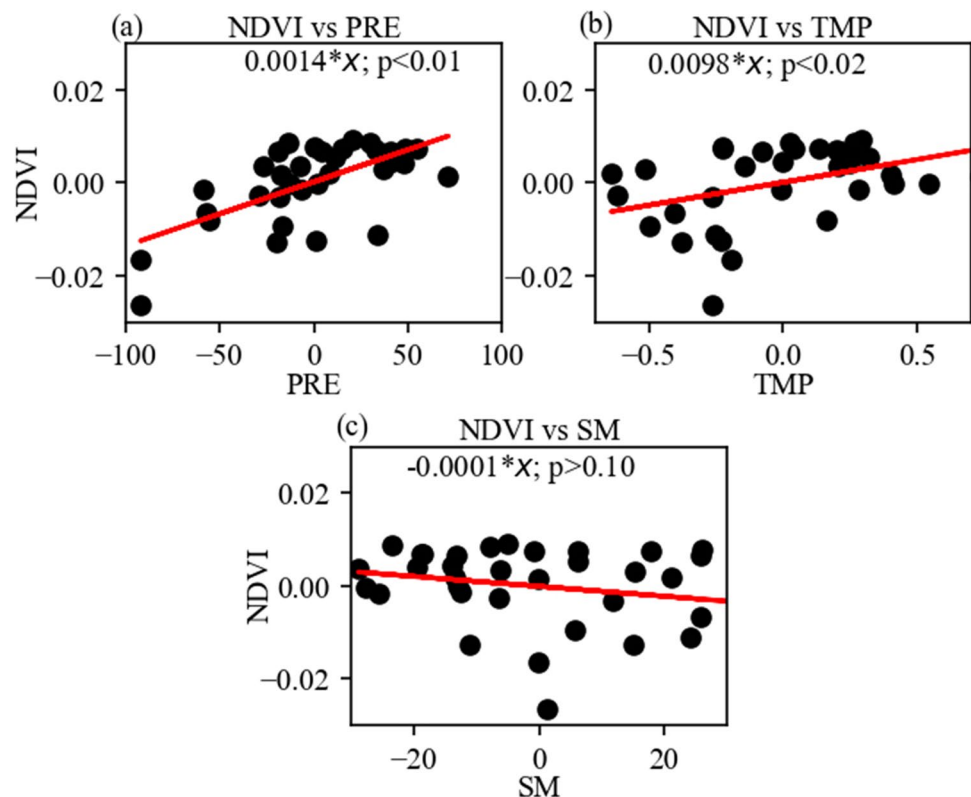 (a)
NDVI vs PRE
0.0014*x; p<0.01
0.02
0.00
−0.02
NDVI
−100 −50 0 50 100
PRE
(b)
NDVI vs TMP
0.0098*x; p<0.02
0.02
0.00
−0.02
−0.5 0.0 0.5
TMP
(c)
NDVI vs SM
-0.0001*x; p>0.10
0.02
0.00
−0.02
NDVI
−20 0 20
SM